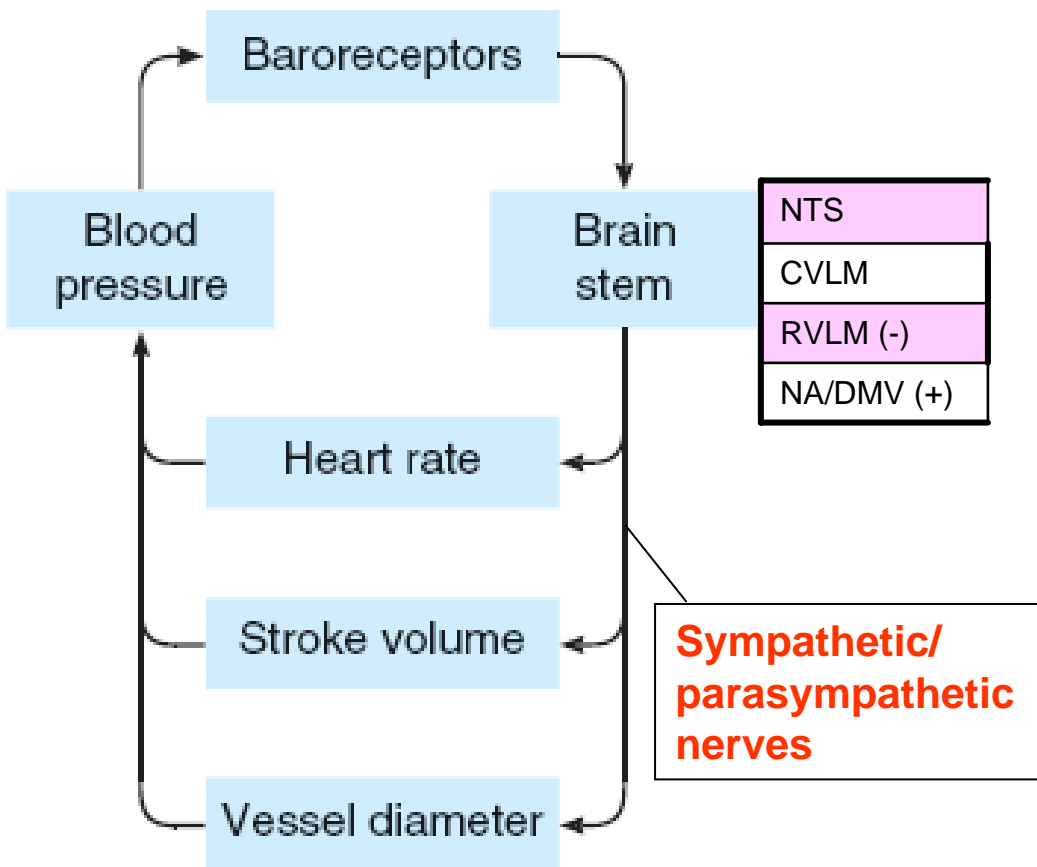 Baroreceptors
Blood
pressure
Brain
stem
NTS
CVLM
RVLM (-)
NA/DMV (+)
Heart rate
Stroke volume
Sympathetic/
parasympathetic
nerves
Vessel diameter